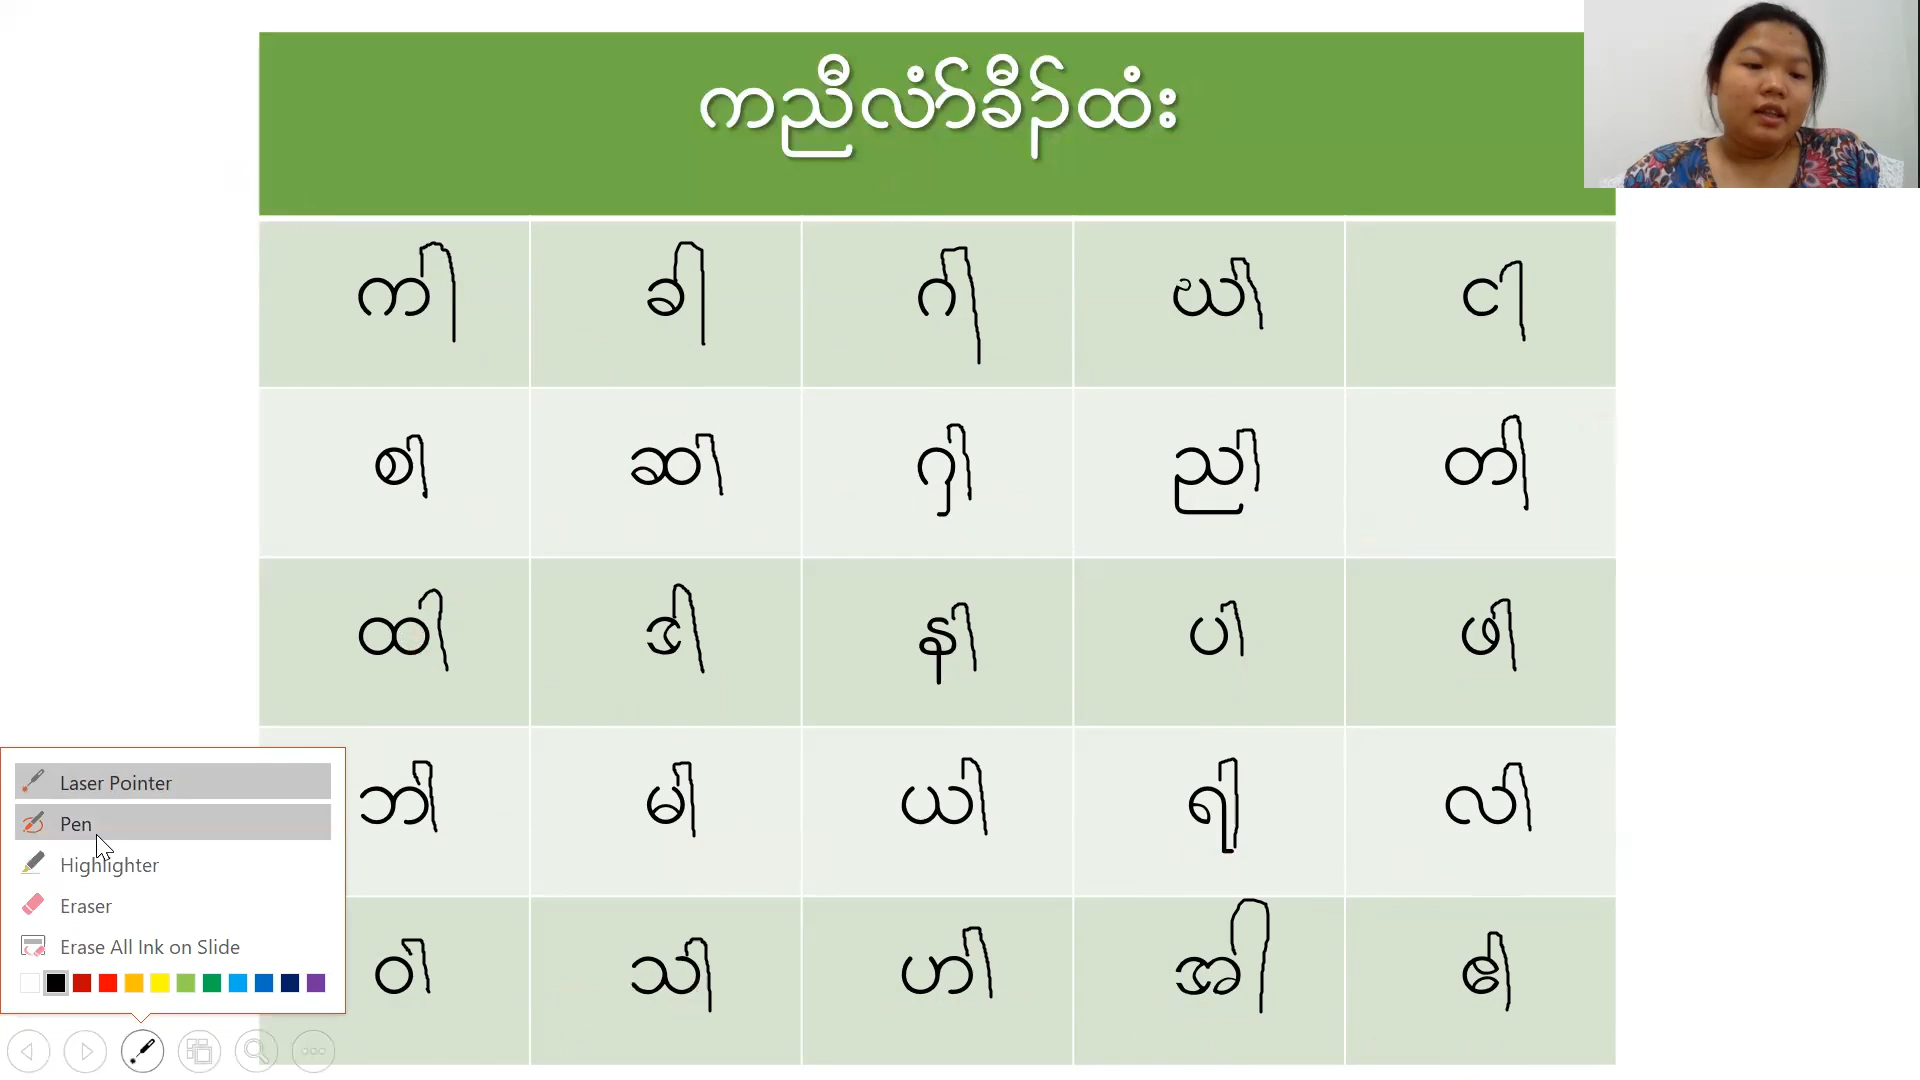 ကညီလံာ်ခီၣ်ထံး
ကါ ခါ ဂါ ဃါ ငါ
စါ ဆါ ၡါ ညါ တါ
ထါ ဒါ နါ ပါ ဖါ
ဘါ မါ ယါ ရါ လါ
ဝါ သါ ဟါ အါ ဧါ
Laser Pointer
Pen
Highlighter
Eraser
Erase All Ink on Slide